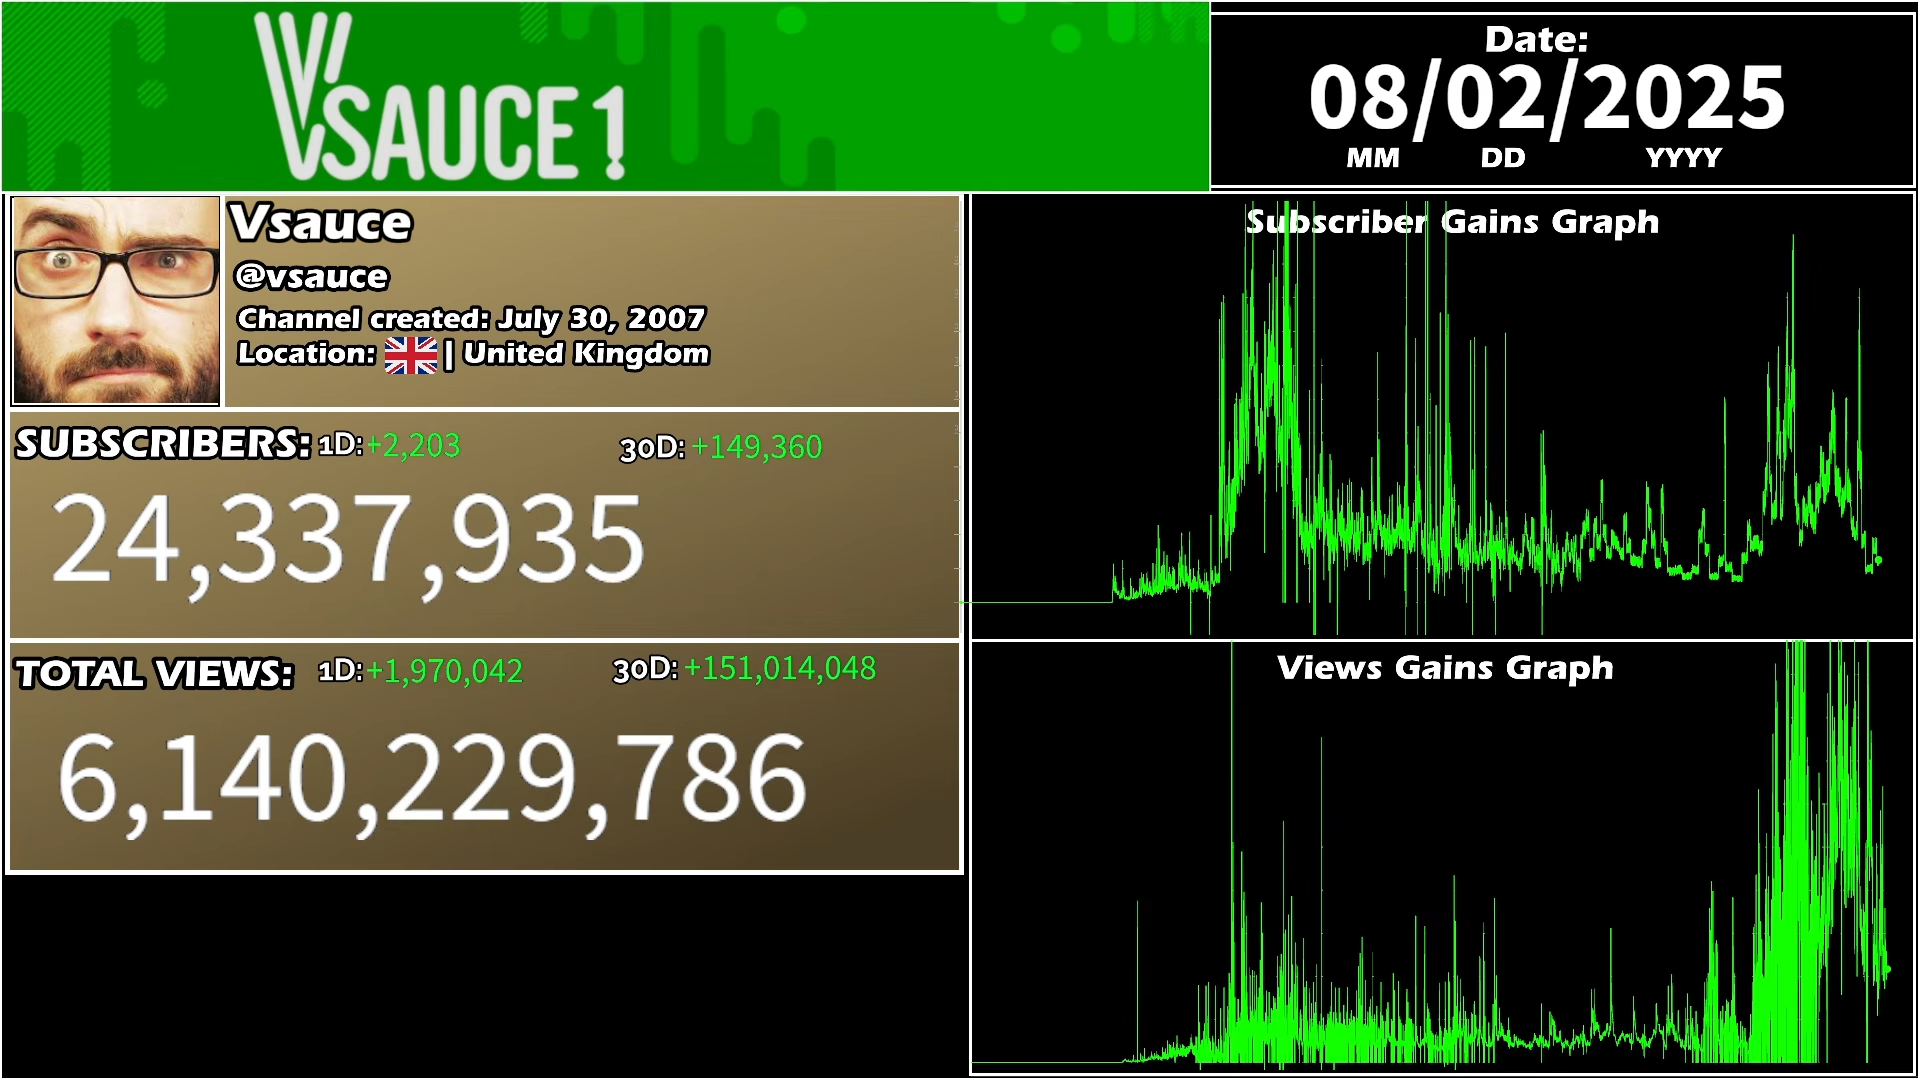 VSAUCE1
Date:
08/02/2025
MM DD YYYY
Vsauce
@vsauce
Channel created: July 30, 2007
Location: | United Kingdom
SUBSCRIBERS: 1D: +2,203 30D: +149,360
24,337,935
TOTAL VIEWS: 1D: +1,970,042 30D: +151,014,048
6,140,229,786
Subscriber Gains Graph
Views Gains Graph